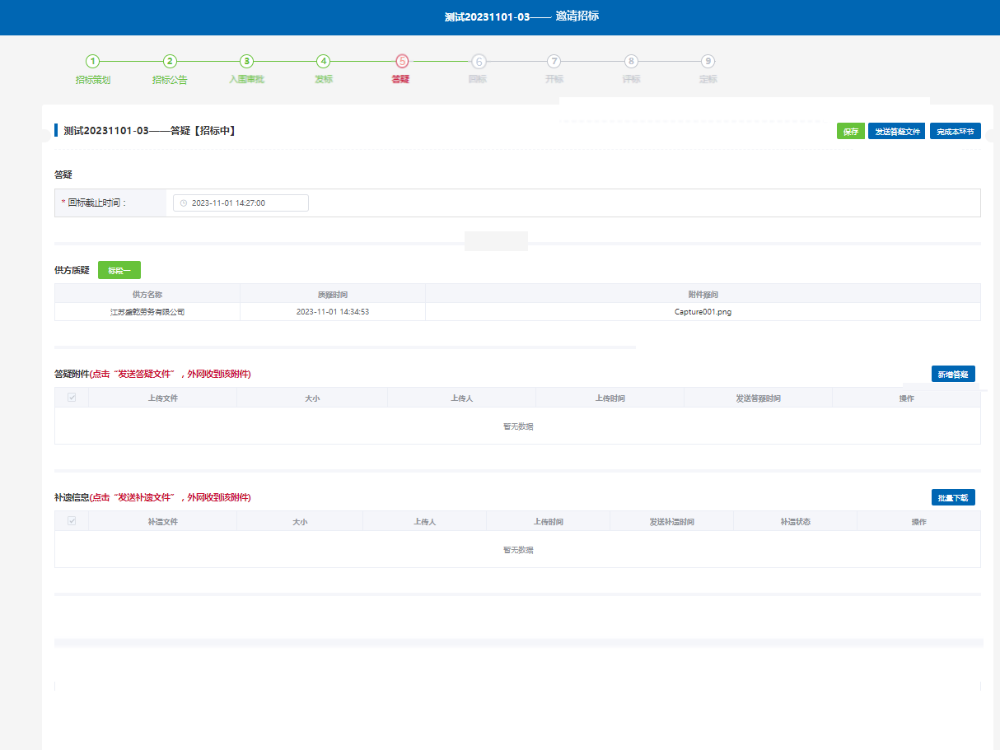 测试20231101-03—— 邀请招标
1 2 3 4 5 6 7 8 9
招标策划 招标公告 入围审批 发标 答疑 回标 开标 评标 定标
测试20231101-03——答疑【招标中】 保存 发送答疑文件 完成本环节
答疑
* 回标截止时间： 2023-11-01 14:27:00
供方质疑 标段一
供方名称 质疑时间 附件疑问
江苏盛乾劳务有限公司 2023-11-01 14:34:53 Capture001.png
答疑附件(点击“发送答疑文件”，外网收到该附件) 新增答疑
上传文件 大小 上传人 上传时间 发送答疑时间 操作
暂无数据
补遗信息(点击“发送补遗文件”，外网收到该附件) 批量下载
补遗文件 大小 上传人 上传时间 发送补遗时间 补遗状态 操作
暂无数据